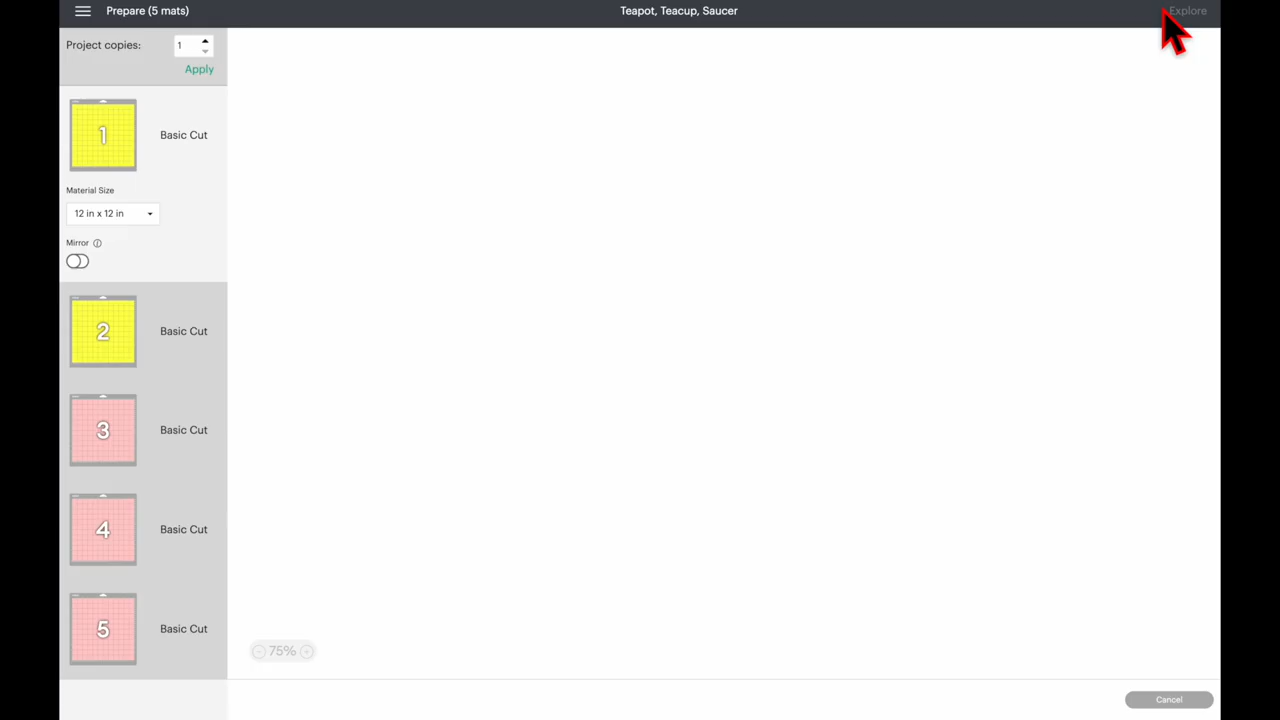 Prepare (5 mats)
Teapot, Teacup, Saucer
Explore
Project copies:
1
Apply
1
Basic Cut
Material Size
12 in x 12 in
Mirror
2
Basic Cut
3
Basic Cut
4
Basic Cut
5
Basic Cut
75%
Cancel